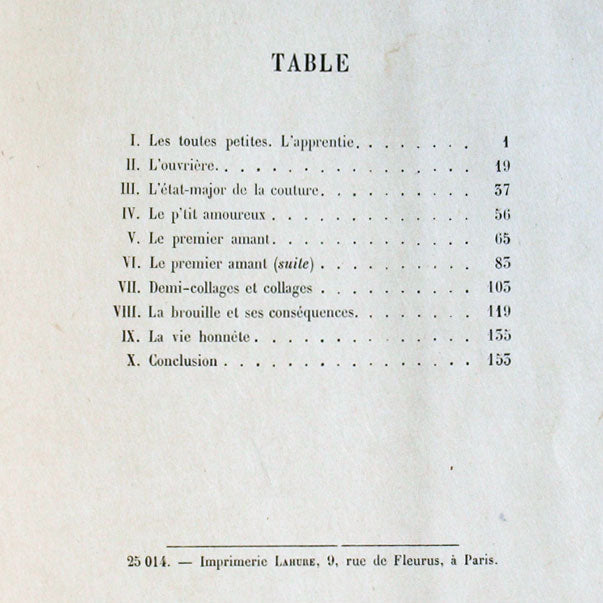 TABLE
I. Les toutes petites. L'apprentie. . . . . . . . 1
II. L'ouvrière. . . . . . . . . . . . . . . 19
III. L'état-major de la couture. . . . . . . . . . 37
IV. Le p'tit amoureux . . . . . . . . . . . . 56
V. Le premier amant. . . . . . . . . . . . . 65
VI. Le premier amant (suite) . . . . . . . . . . 83
VII. Demi-collages et collages . . . . . . . . . . 103
VIII. La brouille et ses conséquences. . . . . . . . 119
IX. La vie honnête . . . . . . . . . . . . . 135
X. Conclusion . . . . . . . . . . . . . . . 153
25 014. — Imprimerie LAHURE, 9, rue de Fleurus, à Paris.